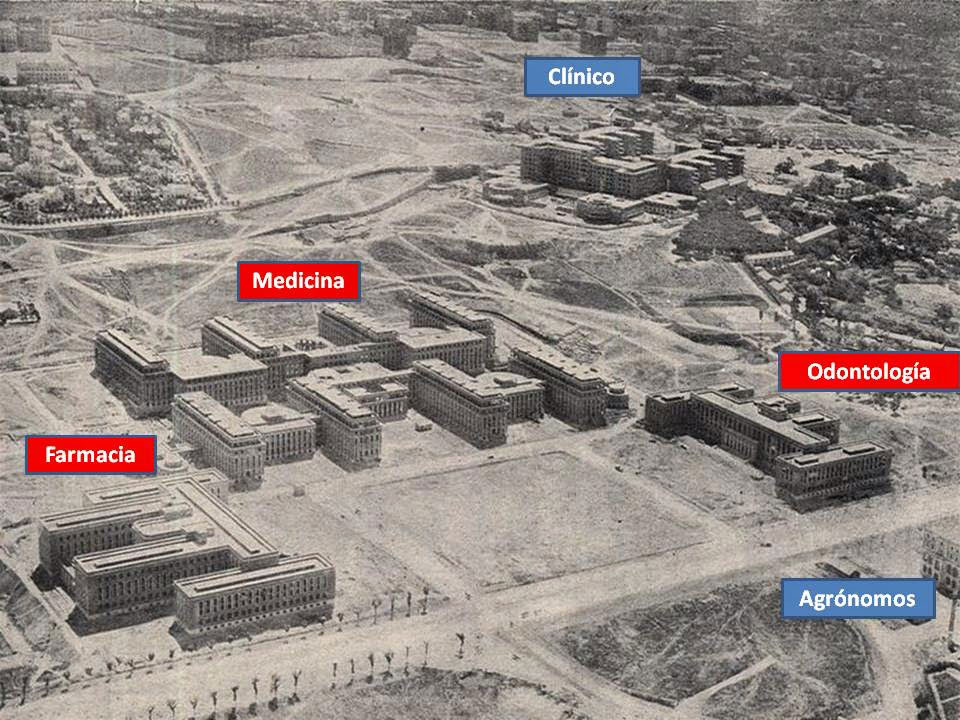 Clínico
Medicina
Odontología
Farmacia
Agrónomos